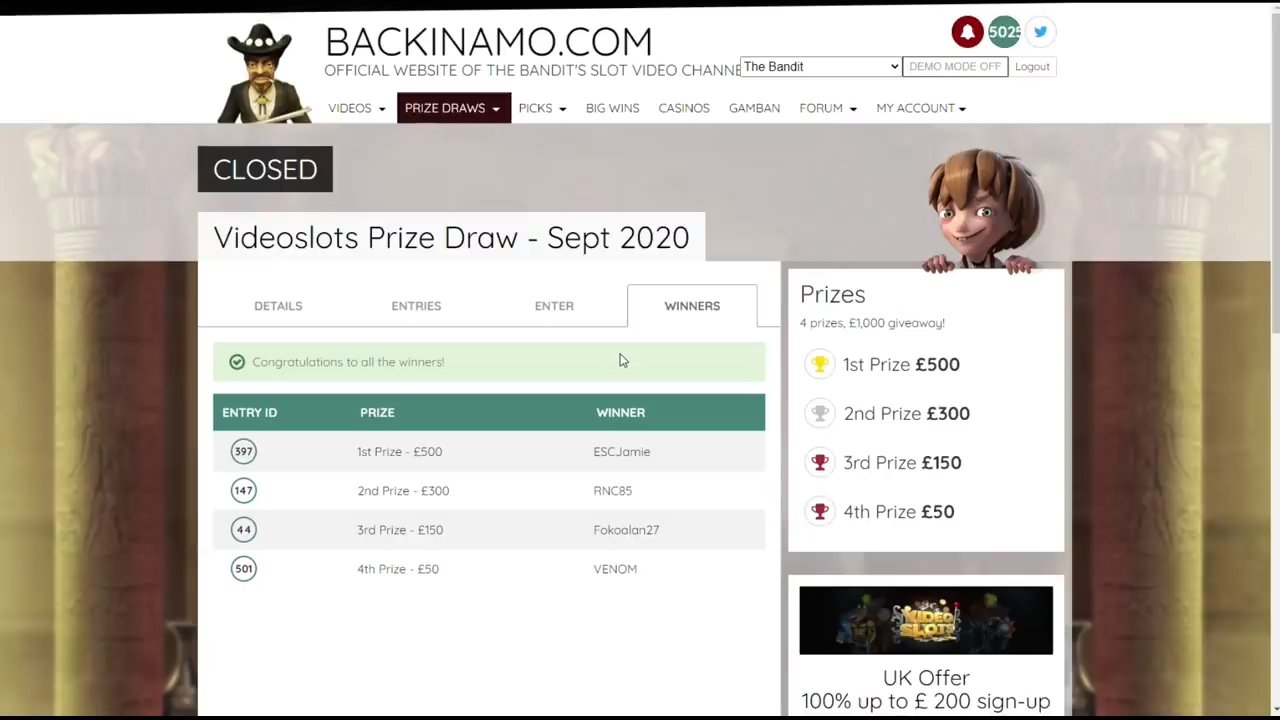 BACKINAMO.COM
OFFICIAL WEBSITE OF THE BANDIT'S SLOT VIDEO CHANNE
5025
The Bandit
DEMO MODE OFF
Logout
VIDEOS
PRIZE DRAWS
PICKS
BIG WINS
CASINOS
GAMBAN
FORUM
MY ACCOUNT
CLOSED
Videoslots Prize Draw - Sept 2020
DETAILS
ENTRIES
ENTER
WINNERS
Congratulations to all the winners!
ENTRY ID PRIZE WINNER
397 1st Prize - £500 ESCJamie
147 2nd Prize - £300 RNC85
44 3rd Prize - £150 Fokoalan27
501 4th Prize - £50 VENOM
Prizes
4 prizes, £1,000 giveaway!
1st Prize £500
2nd Prize £300
3rd Prize £150
4th Prize £50
VIDEO
SLOTS
UK Offer
100% up to £ 200 sign-up